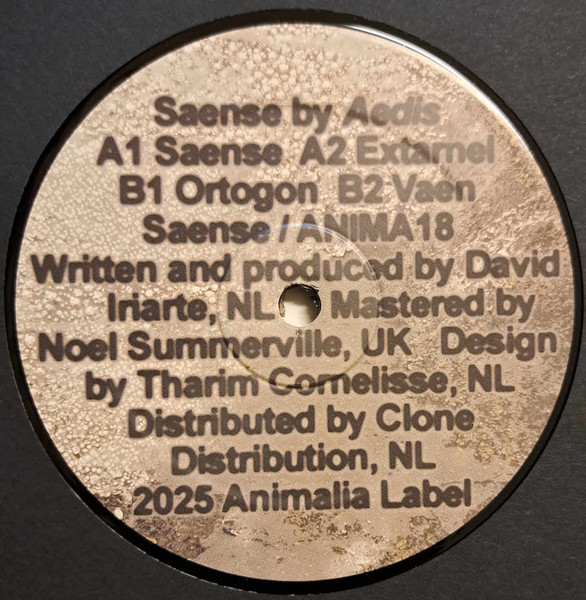 Saense by Aedis
A1 Saense A2 Extamel
B1 Ortogon B2 Vaen
Saense / ANIMA18
Written and produced by David
Iriarte, NL Mastered by
Noel Summerville, UK Design
by Tharim Cornelisse, NL
Distributed by Clone
Distribution, NL
2025 Animalia Label